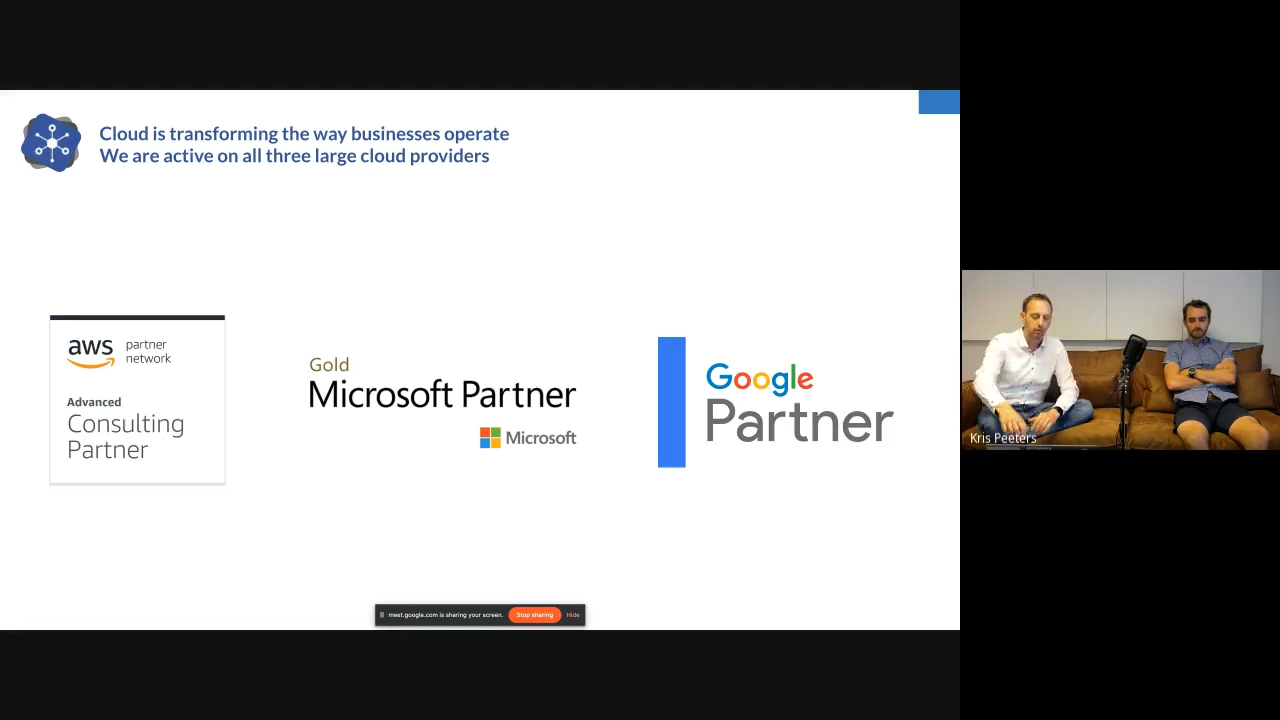 Cloud is transforming the way businesses operate
We are active on all three large cloud providers
aws partner
network
Advanced
Consulting
Partner
Gold
Microsoft Partner
Microsoft
Google
Partner
Kris Peeters
meet.google.com is sharing your screen. Stop sharing Hide